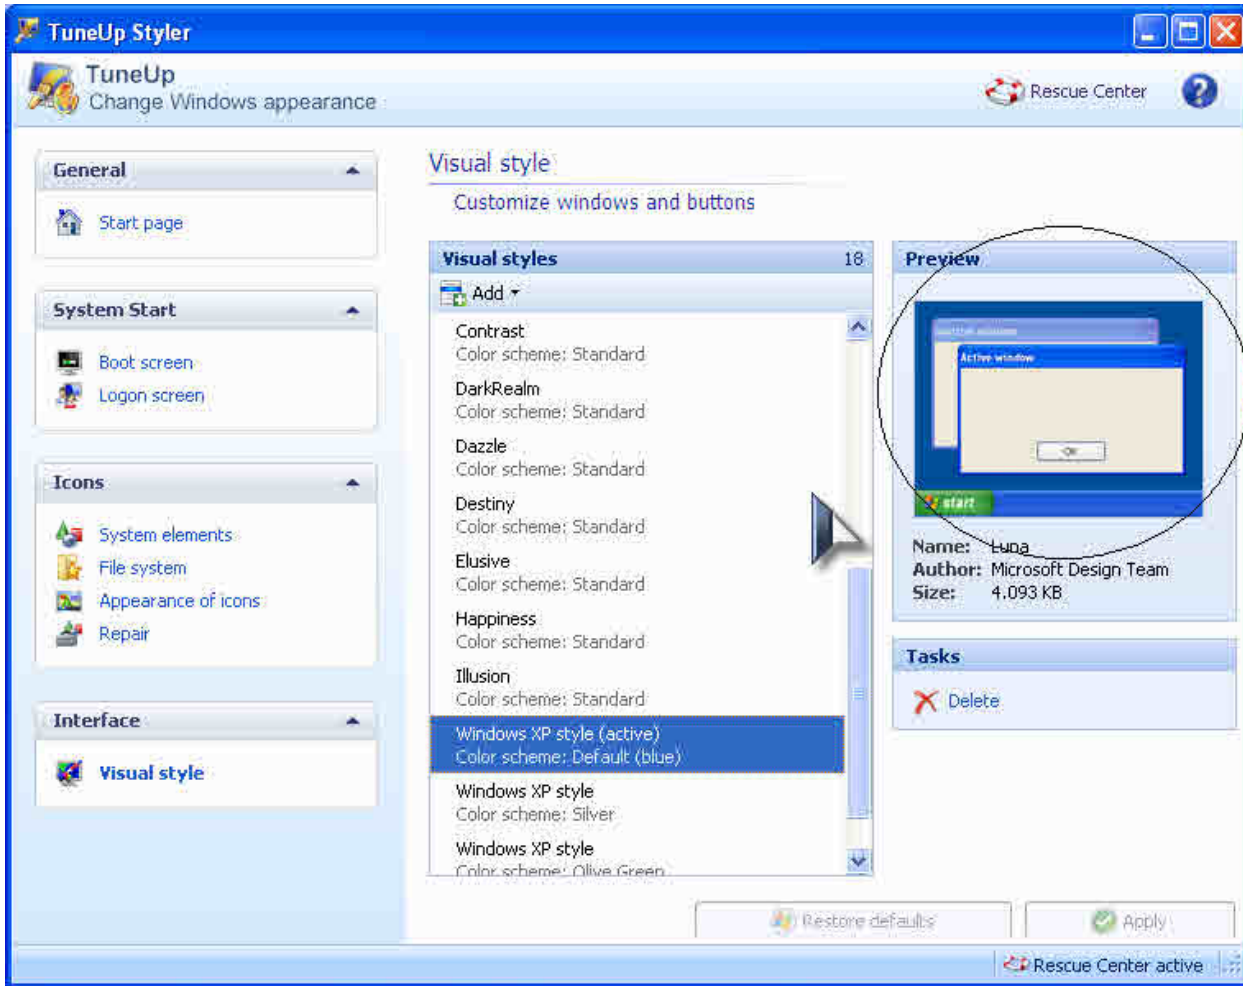 TuneUp Styler
TuneUp
Change Windows appearance
Rescue Center
General
Start page
System Start
Boot screen
Logon screen
Icons
System elements
File system
Appearance of icons
Repair
Interface
Visual style
Visual style
Customize windows and buttons
Visual styles 18
Add
Contrast
Color scheme: Standard
DarkRealm
Color scheme: Standard
Dazzle
Color scheme: Standard
Destiny
Color scheme: Standard
Elusive
Color scheme: Standard
Happiness
Color scheme: Standard
Illusion
Color scheme: Standard
Windows XP style (active)
Color scheme: Default (blue)
Windows XP style
Color scheme: Silver
Windows XP style
Color scheme: Olive Green
Preview
Inactive window
Active window
OK
start
Name: Luna
Author: Microsoft Design Team
Size: 4.093 KB
Tasks
Delete
Restore defaults
Apply
Rescue Center active